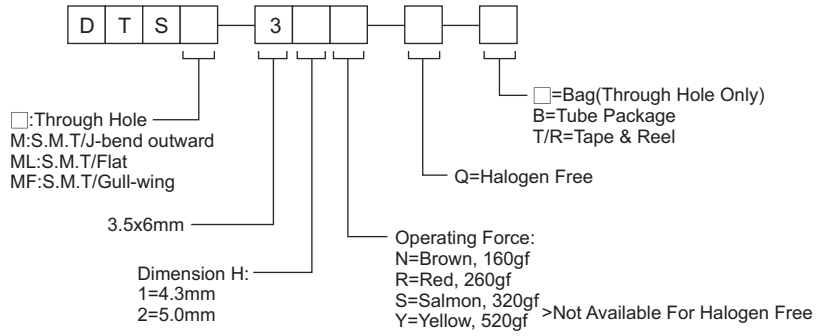 D T S □ 3 □ □ □ □
□:Through Hole
M:S.M.T/J-bend outward
ML:S.M.T/Flat
MF:S.M.T/Gull-wing
3.5x6mm
Dimension H:
1=4.3mm
2=5.0mm
Operating Force:
N=Brown, 160gf
R=Red, 260gf
S=Salmon, 320gf
Y=Yellow, 520gf
>Not Available For Halogen Free
Q=Halogen Free
□=Bag(Through Hole Only)
B=Tube Package
T/R=Tape & Reel